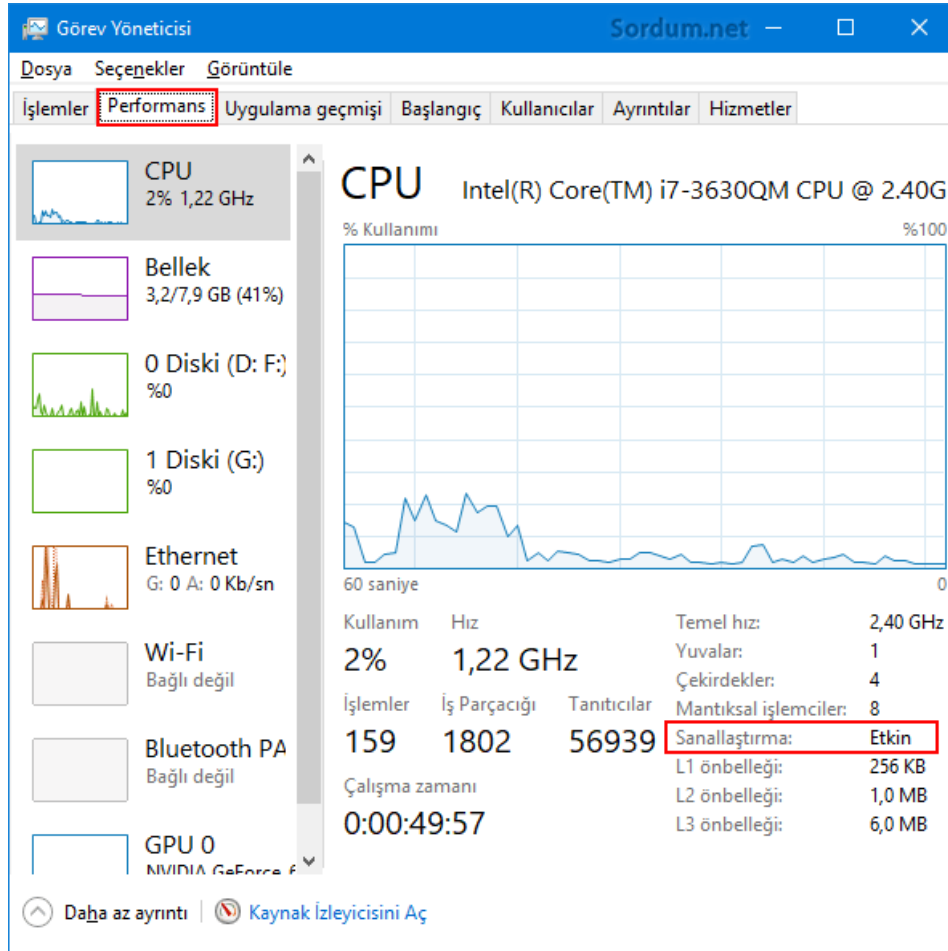 Görev Yöneticisi
Sordum.net
Dosya Seçenekler Görüntüle
İşlemler Performans Uygulama geçmişi Başlangıç Kullanıcılar Ayrıntılar Hizmetler
CPU
2% 1,22 GHz
Bellek
3,2/7,9 GB (41%)
0 Diski (D: F:)
%0
1 Diski (G:)
%0
Ethernet
G: 0 A: 0 Kb/sn
Wi-Fi
Bağlı değil
Bluetooth PA
Bağlı değil
GPU 0
NVIDIA GeForce 6
CPU Intel(R) Core(TM) i7-3630QM CPU @ 2.40G
% Kullanımı %100
60 saniye 0
Kullanım Hız
2% 1,22 GHz
İşlemler İş Parçacığı Tanıtıcılar
159 1802 56939
Çalışma zamanı
0:00:49:57
Temel hız: 2,40 GHz
Yuvalar: 1
Çekirdekler: 4
Mantıksal işlemciler: 8
Sanallaştırma: Etkin
L1 önbelleği: 256 KB
L2 önbelleği: 1,0 MB
L3 önbelleği: 6,0 MB
Daha az ayrıntı Kaynak İzleyicisini Aç